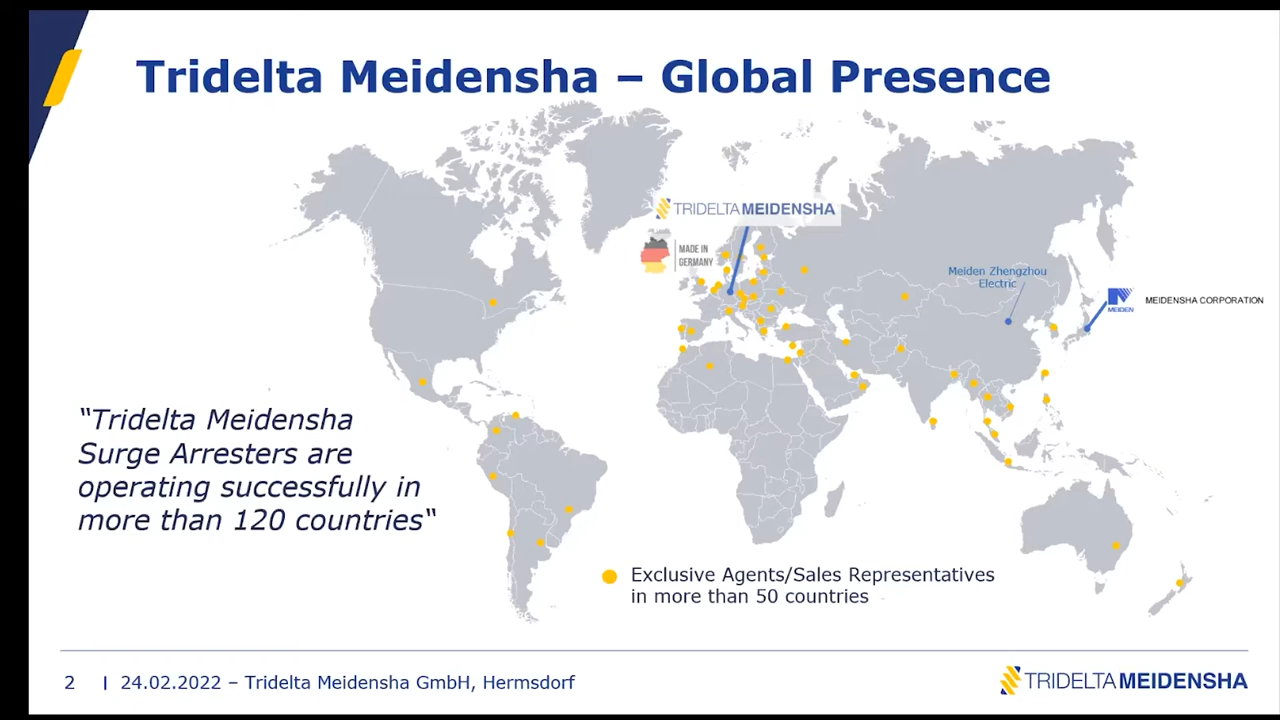 Tridelta Meidensha – Global Presence
TRIDELTA MEIDENSHA
MADE IN
GERMANY
Meiden Zhengzhou
Electric
MEIDEN
MEIDENSHA CORPORATION
“Tridelta Meidensha
Surge Arresters are
operating successfully in
more than 120 countries“
Exclusive Agents/Sales Representatives
in more than 50 countries
2 | 24.02.2022 – Tridelta Meidensha GmbH, Hermsdorf
TRIDELTA MEIDENSHA